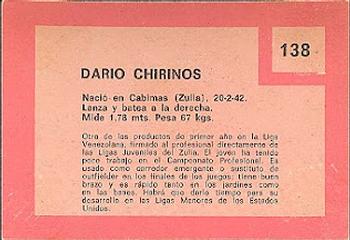 138
DARIO CHIRINOS
Nació en Cabimas (Zulia), 20-2-42.
Lanza y batea a la derecha.
Mide 1.78 mts. Pesa 67 kgs.
Otro de los productos de primer año en la Liga
Venezolana, firmado al profesional directamente de
las Ligas Juveniles del Zulia. El joven ha tenido
poco trabajo en el Campeonato Profesional. Es
usado como corredor emergente o sustituto de
outfielder en los finales de los juegos; tiene buen
brazo y es rápido tanto en los jardines como en
las bases. Habrá que darlo tiempo para su
desarrollo en las Ligas Menores de los Estados
Unidos.